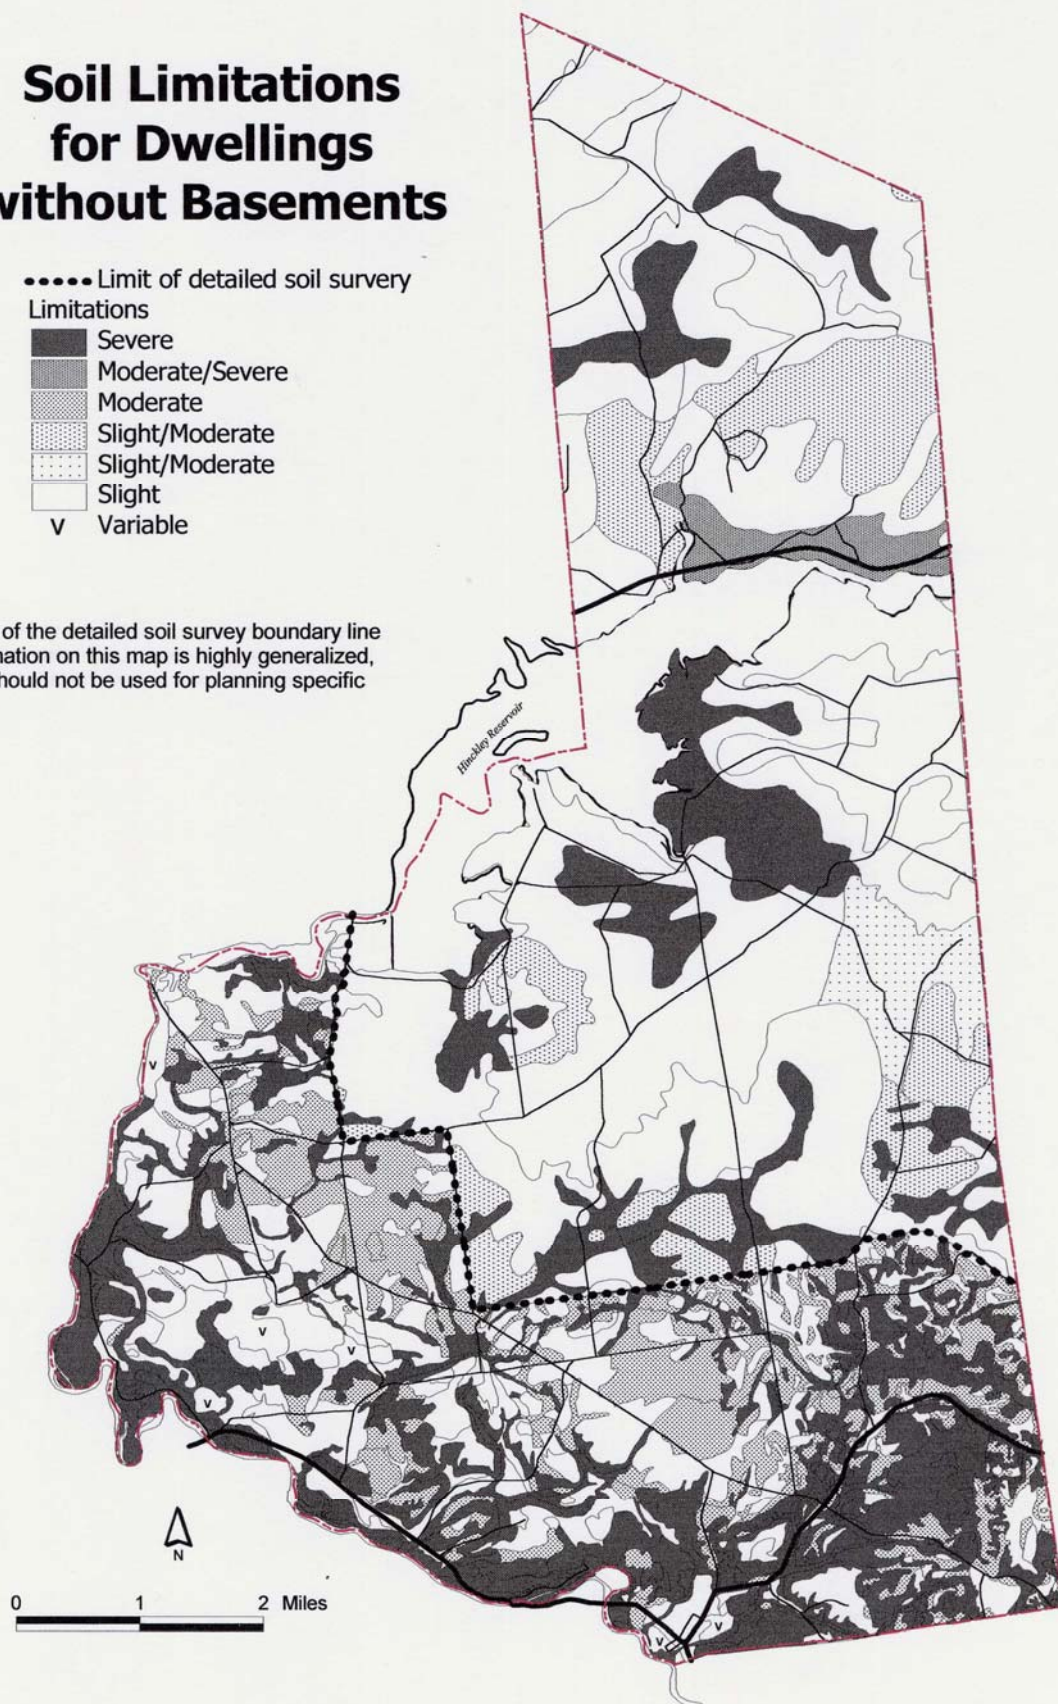 Soil Limitations
for Dwellings
without Basements
Limit of detailed soil survery
Limitations
Severe
Moderate/Severe
Moderate
Slight/Moderate
Slight/Moderate
Slight
V Variable
of the detailed soil survey boundary line
mation on this map is highly generalized,
should not be used for planning specific
Hinckley Reservoir
V
V
V
V
V
V
N
0 1 2 Miles